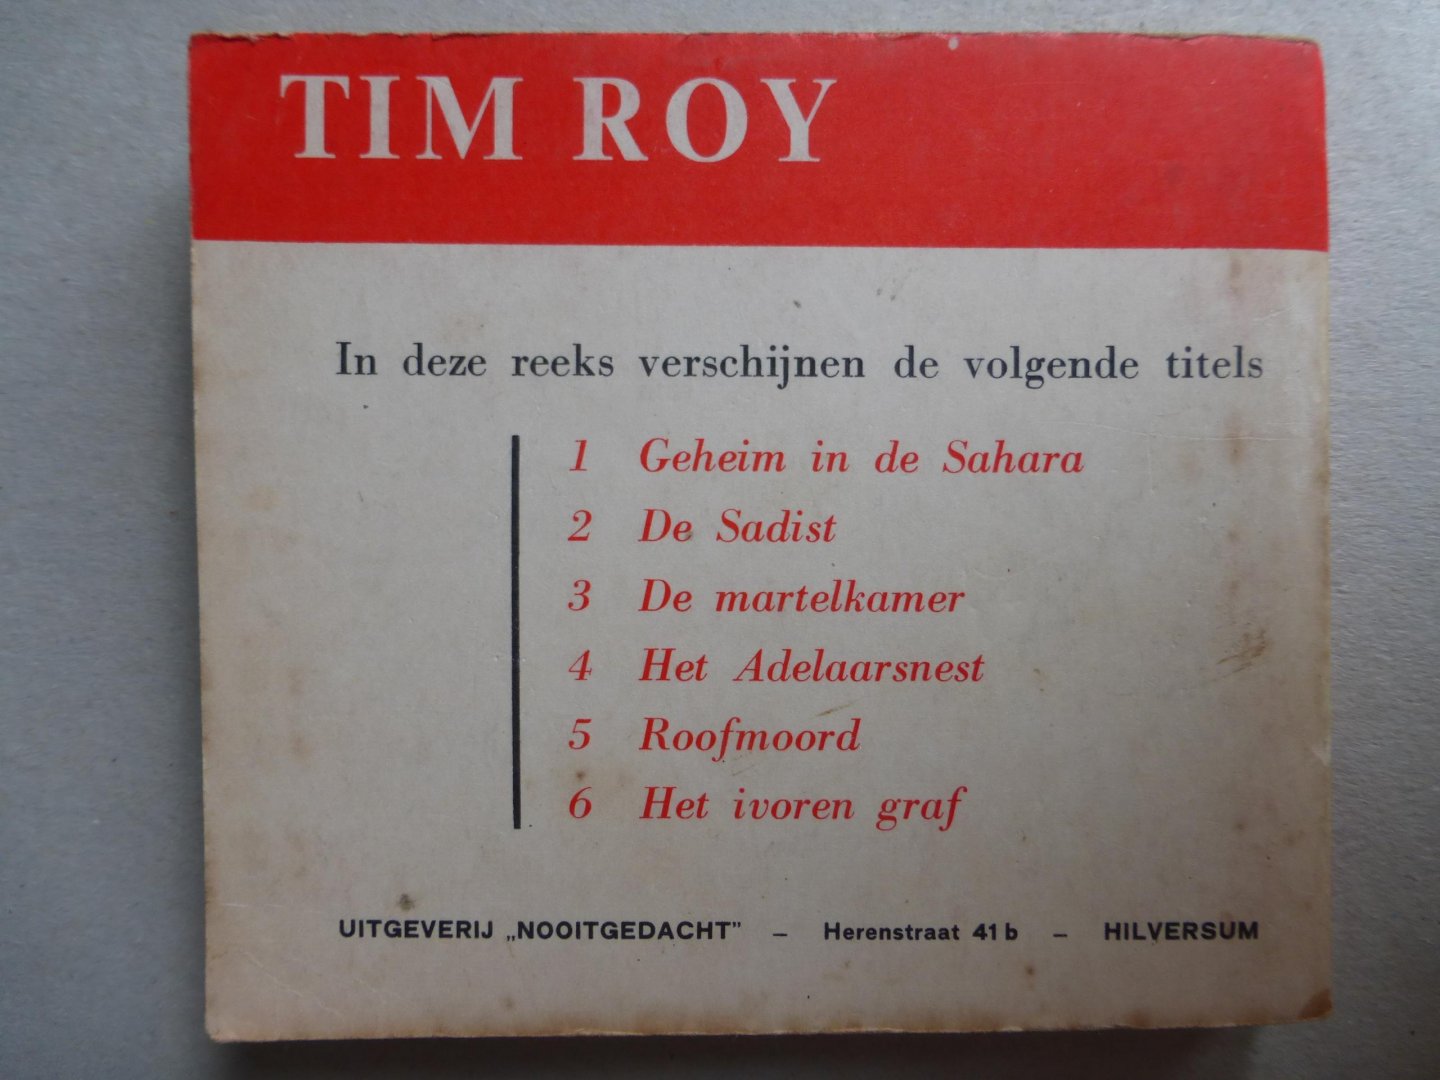 TIM ROY
In deze reeks verschijnen de volgende titels
1 Geheim in de Sahara
2 De Sadist
3 De martelkamer
4 Het Adelaarsnest
5 Roofmoord
6 Het ivoren graf
UITGEVERIJ „NOOITGEDACHT” – Herenstraat 41 b – HILVERSUM